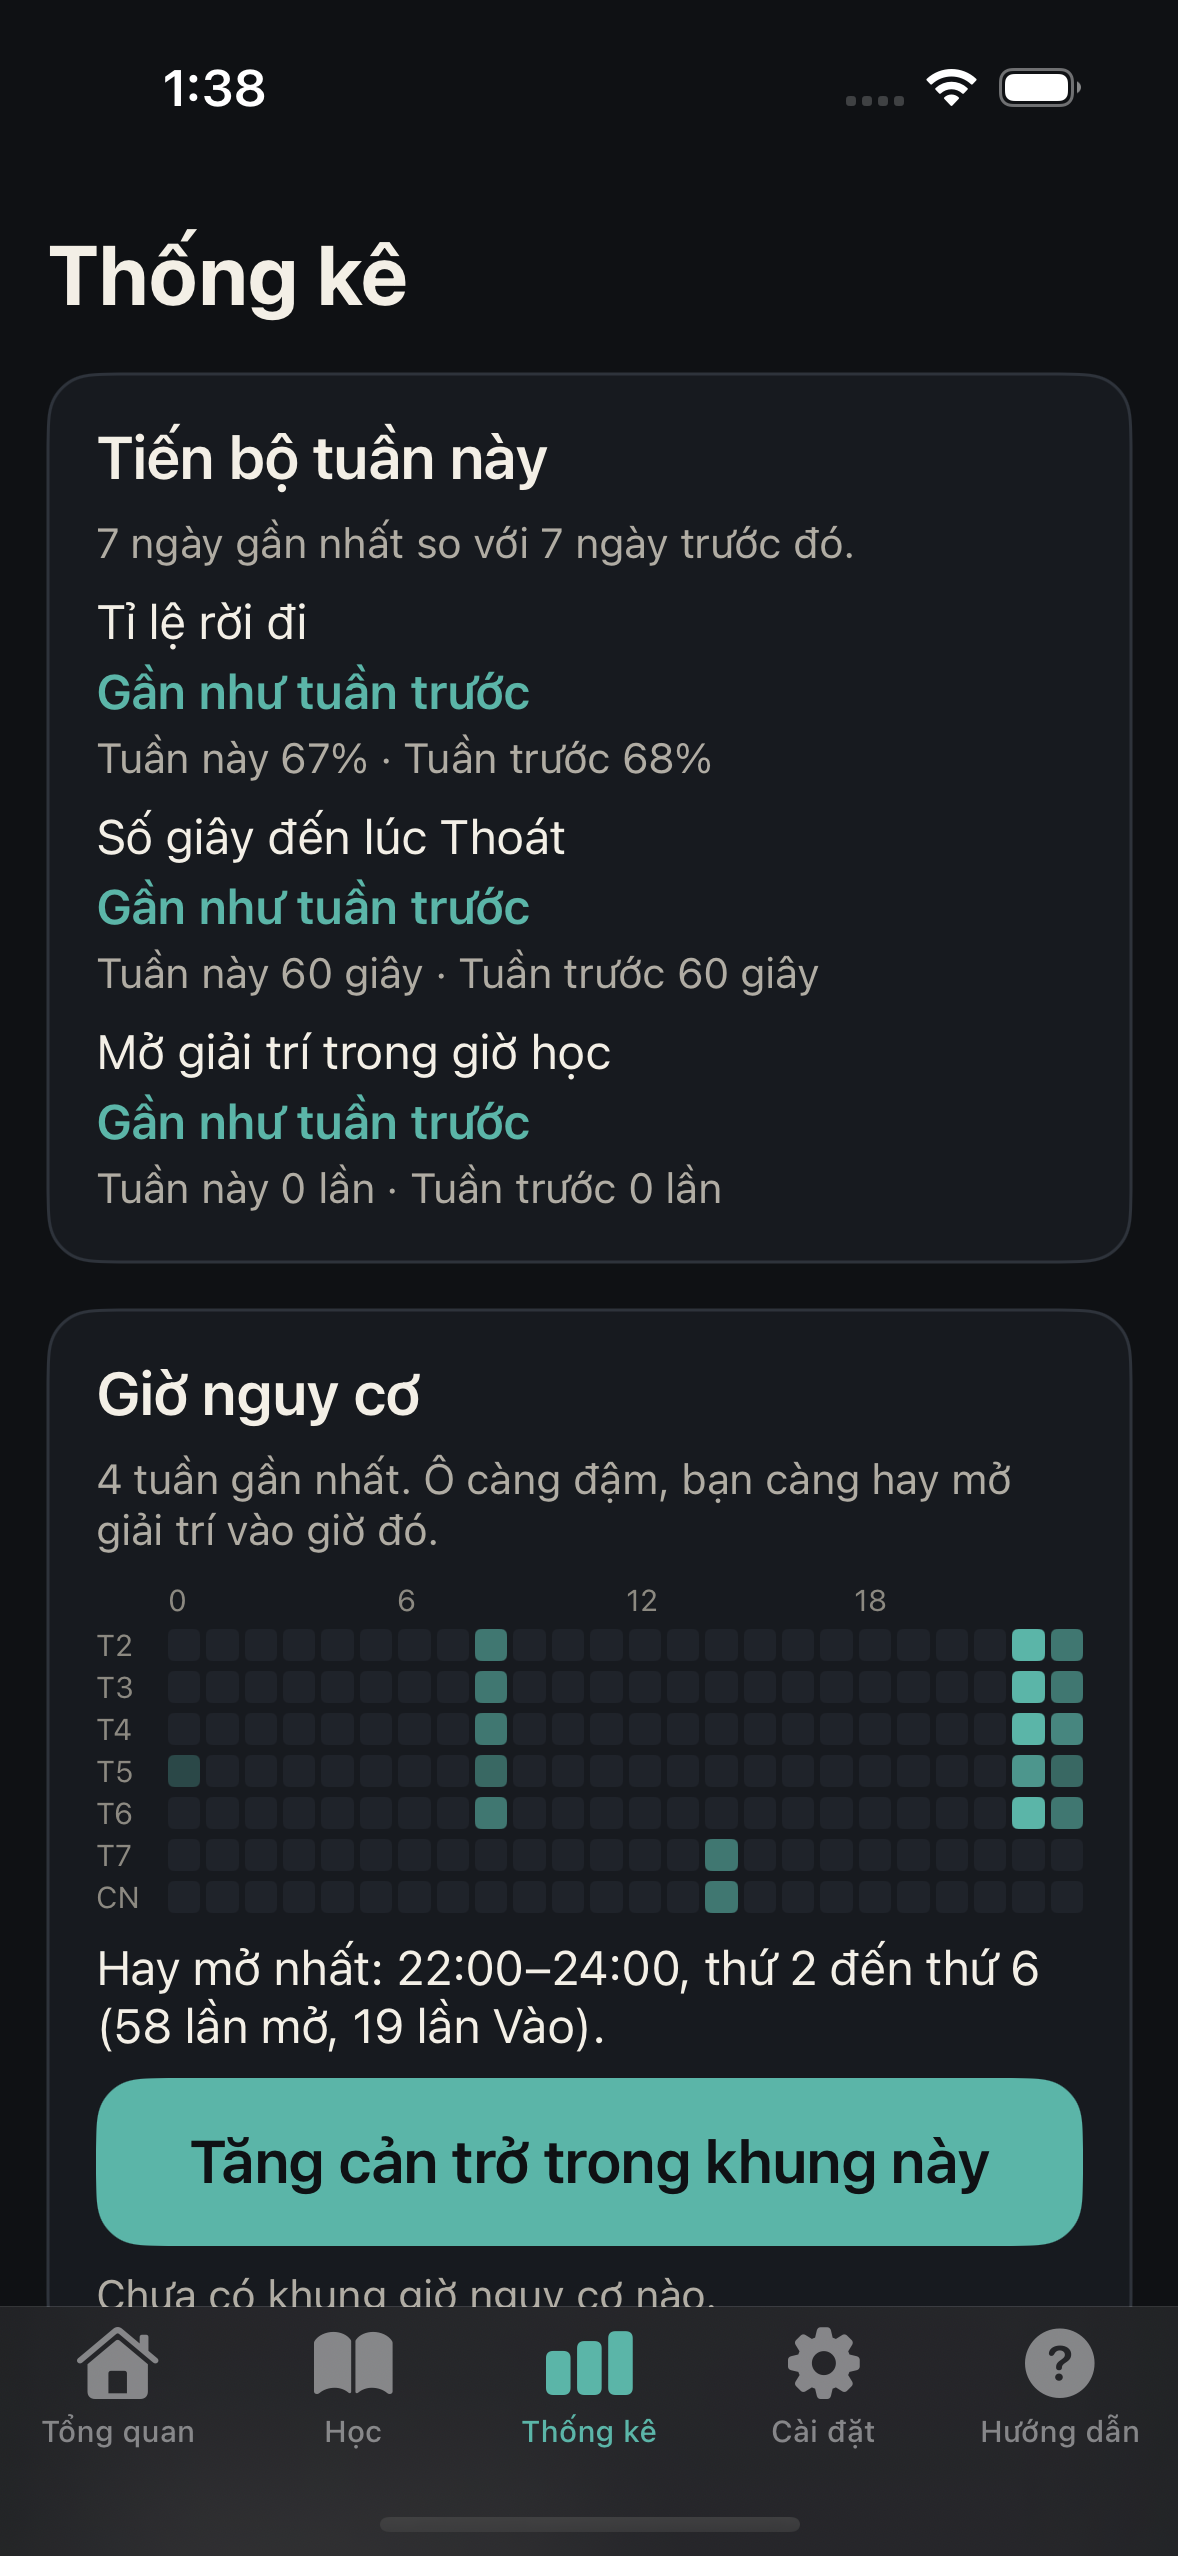 1:38
Thống kê
Tiến bộ tuần này
7 ngày gần nhất so với 7 ngày trước đó.
Tỉ lệ rời đi
Gần như tuần trước
Tuần này 67% · Tuần trước 68%
Số giây đến lúc Thoát
Gần như tuần trước
Tuần này 60 giây · Tuần trước 60 giây
Mở giải trí trong giờ học
Gần như tuần trước
Tuần này 0 lần · Tuần trước 0 lần
Giờ nguy cơ
4 tuần gần nhất. Ô càng đậm, bạn càng hay mở
giải trí vào giờ đó.
0 6 12 18
T2
T3
T4
T5
T6
T7
CN
Hay mở nhất: 22:00–24:00, thứ 2 đến thứ 6
(58 lần mở, 19 lần Vào).
Tăng cản trở trong khung này
Chưa có khung giờ nguy cơ nào.
Tổng quan Học Thống kê Cài đặt Hướng dẫn